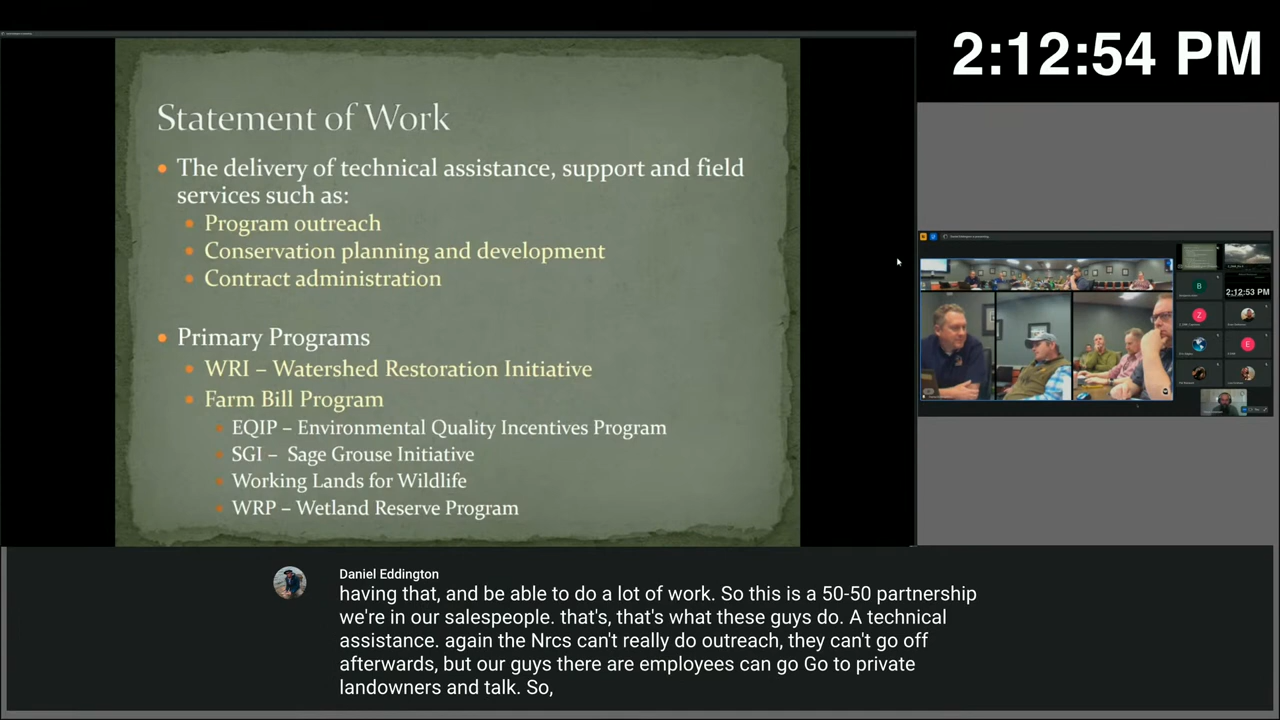 2:12:54 PM
Statement of Work
• The delivery of technical assistance, support and field
services such as:
• Program outreach
• Conservation planning and development
• Contract administration
• Primary Programs
• WRI – Watershed Restoration Initiative
• Farm Bill Program
• EQIP – Environmental Quality Incentives Program
• SGI – Sage Grouse Initiative
• Working Lands for Wildlife
• WRP – Wetland Reserve Program
2:12:53 PM
B
Z
E
Daniel Eddington
having that, and be able to do a lot of work. So this is a 50-50 partnership
we're in our salespeople. that's, that's what these guys do. A technical
assistance. again the Nrcs can't really do outreach, they can't go off
afterwards, but our guys there are employees can go Go to private
landowners and talk. So,